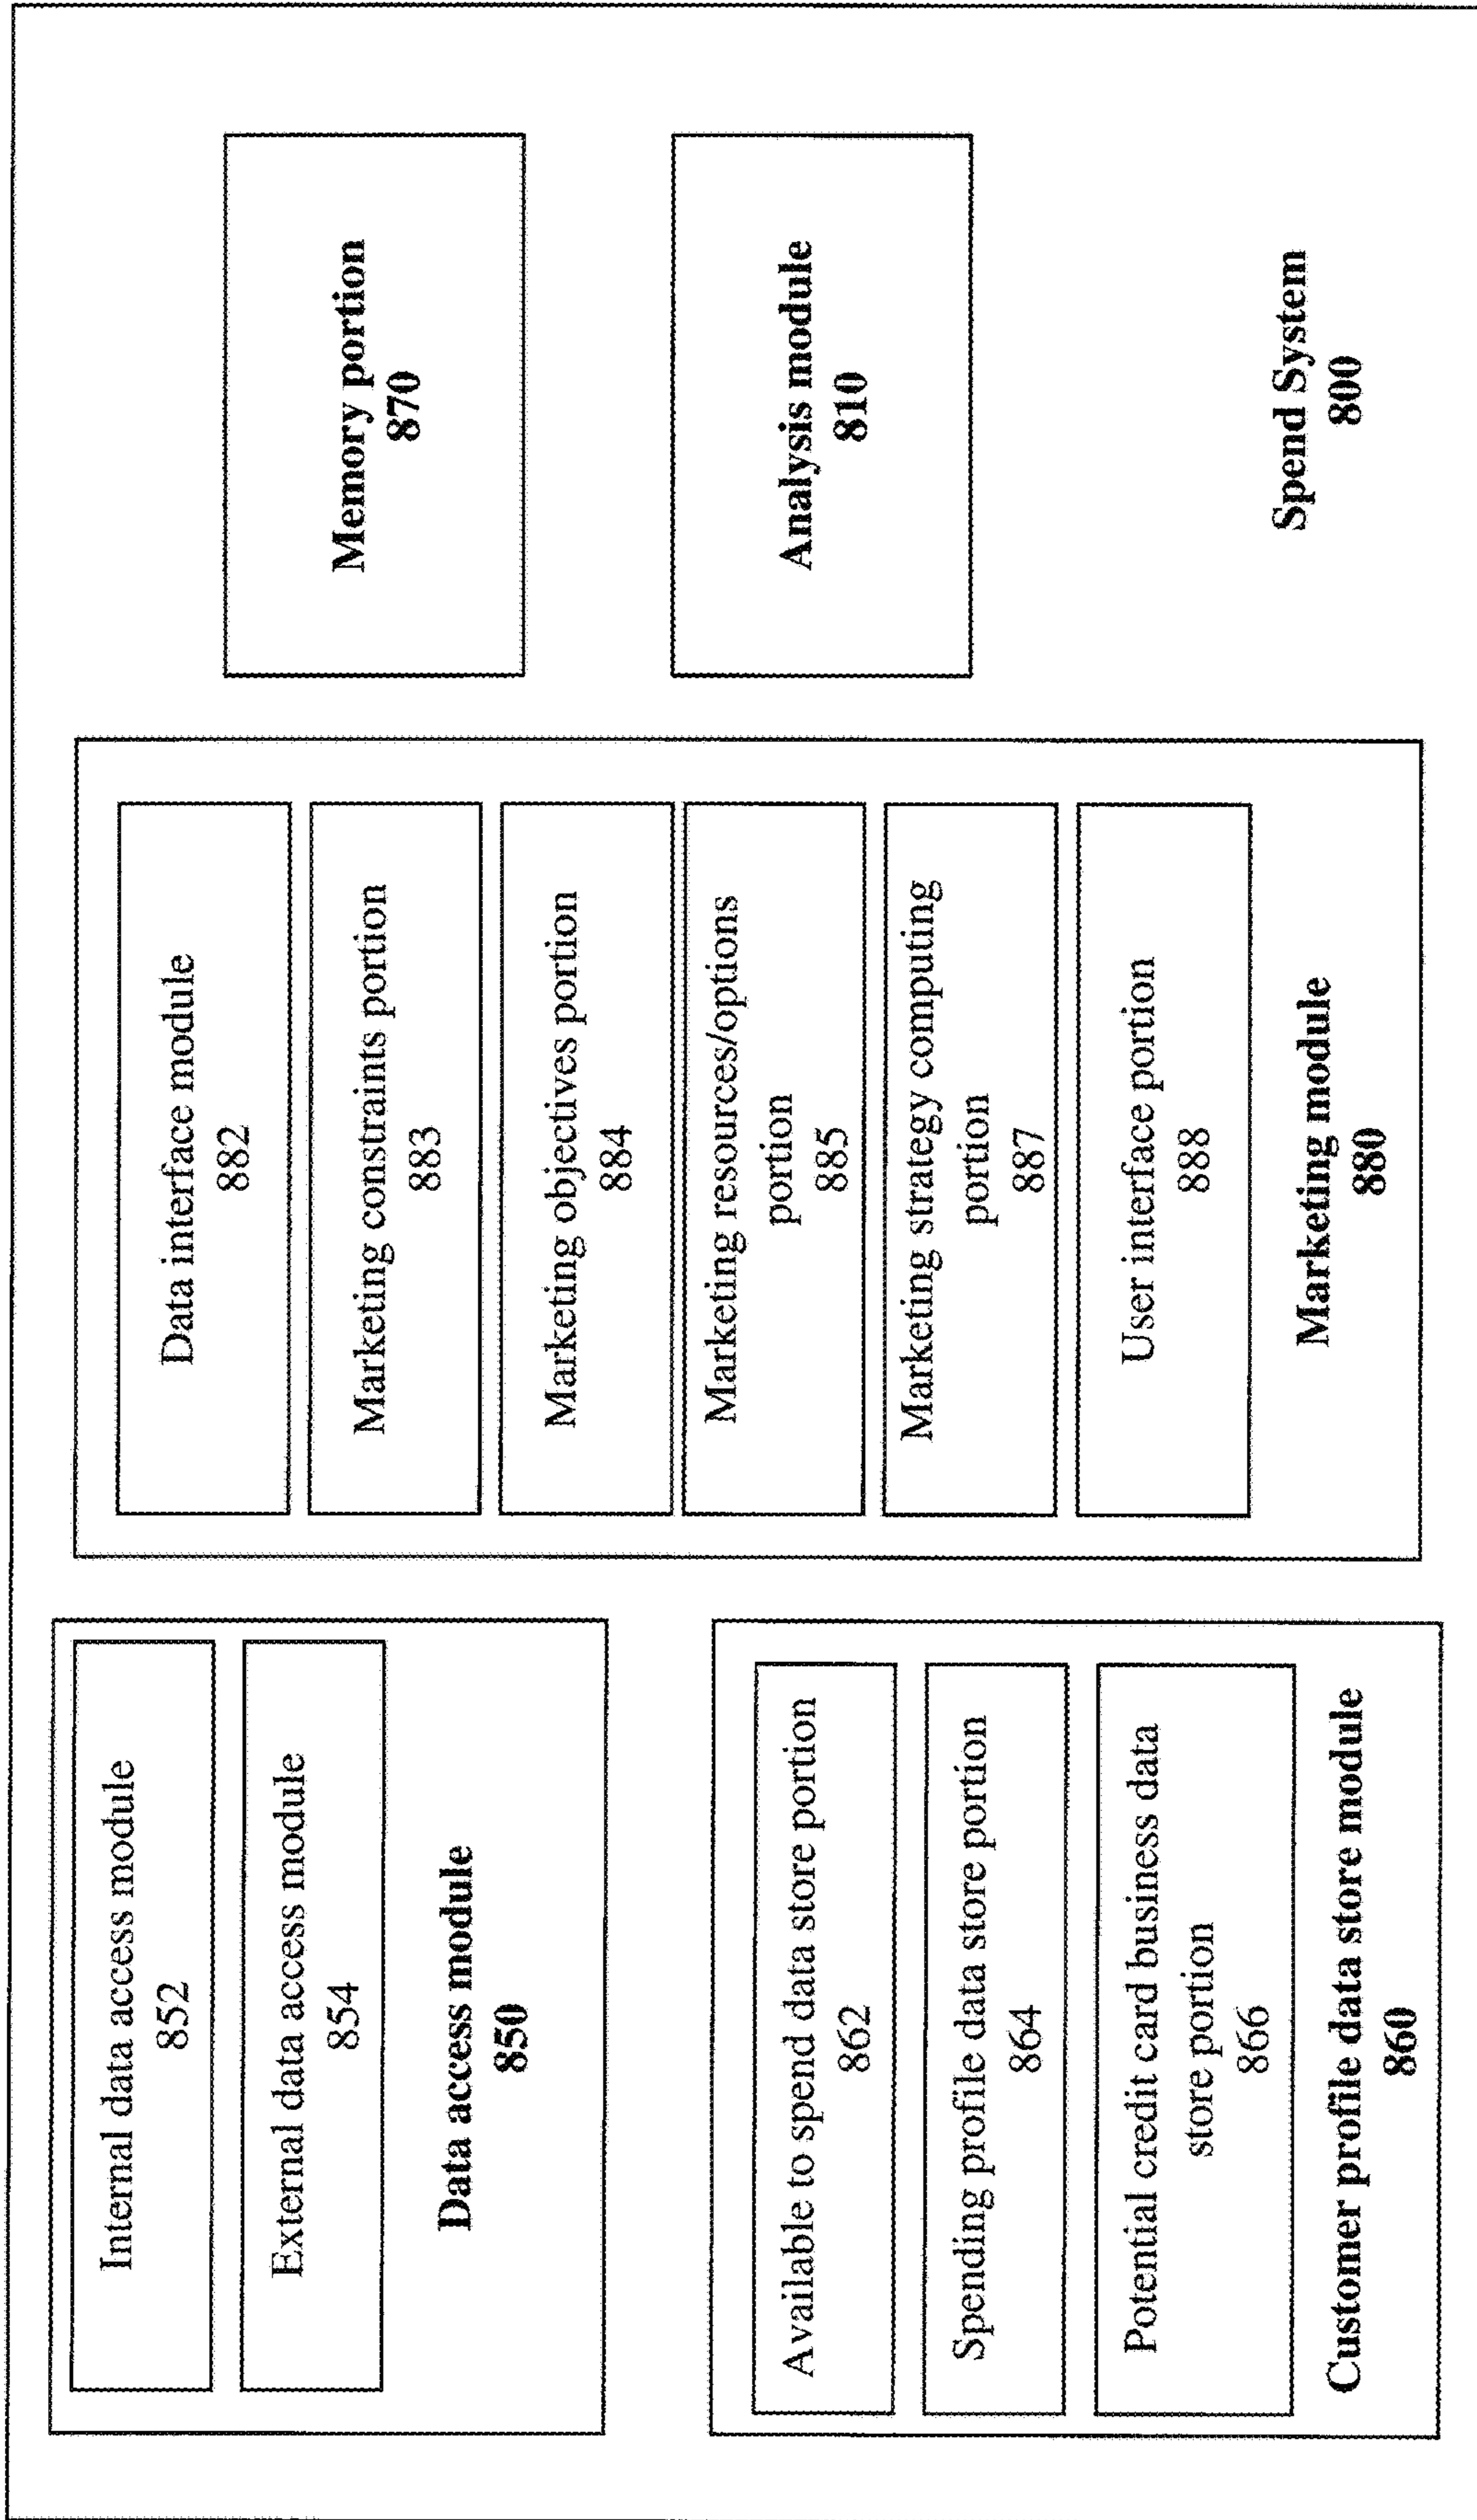 Internal data access module
852
External data access module
854
Data access module
850
Available to spend data store portion
862
Spending profile data store portion
864
Potential credit card business data
store portion
866
Customer profile data store module
860
Data interface module
882
Marketing constraints portion
883
Marketing objectives portion
884
Marketing resources/options
portion
885
Marketing strategy computing
portion
887
User interface portion
888
Marketing module
880
Memory portion
870
Analysis module
810
Spend System
800